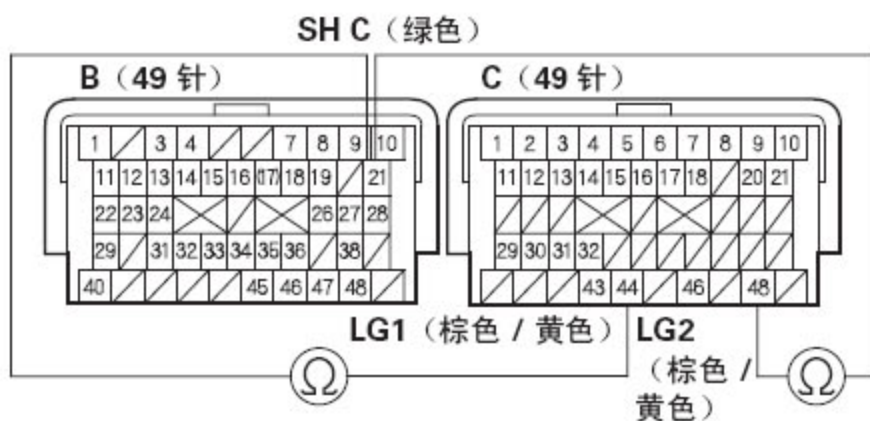 SH C（绿色）
B（49 针）
C（49 针）
1 3 4 7 8 9 10
11 12 13 14 15 16 17 18 19 21
22 23 24 26 27 28
29 31 32 33 34 35 36 38
40 45 46 47 48
1 2 3 4 5 6 7 8 9 10
11 12 13 14 15 16 17 18 20 21
29 30 31 32
43 44 46 48
LG1（棕色 / 黄色）
LG2
（棕色 /
黄色）
Ω
Ω